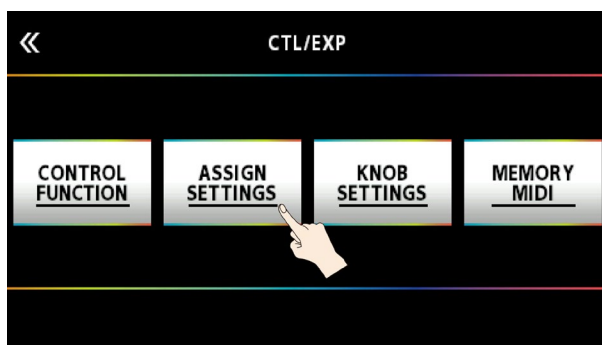 CTL/EXP
CONTROL
FUNCTION
ASSIGN
SETTINGS
KNOB
SETTINGS
MEMORY
MIDI